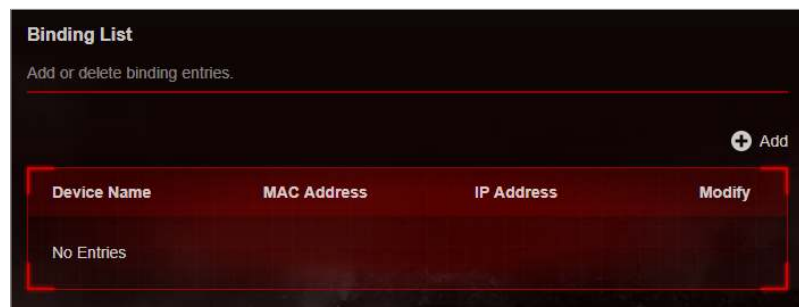 Binding List
Add or delete binding entries.
Add
Device Name MAC Address IP Address Modify
No Entries